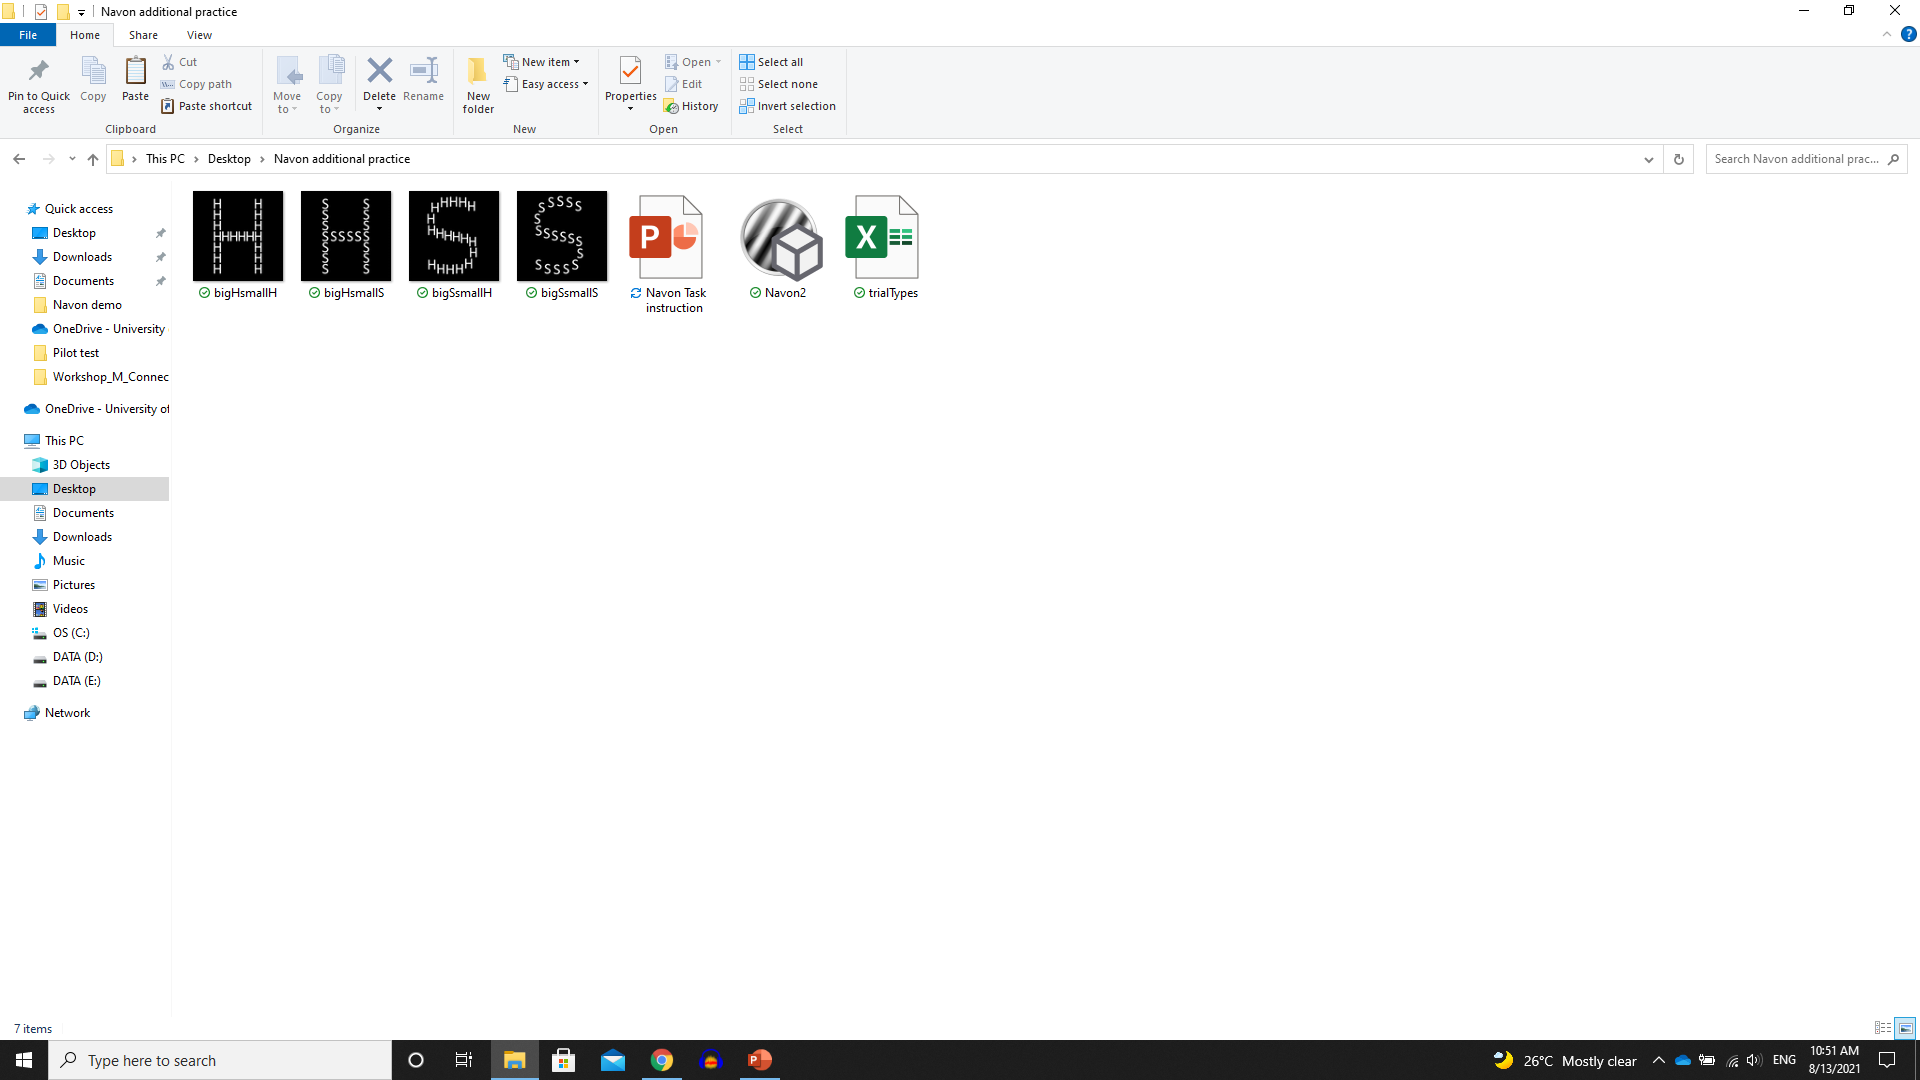 Navon additional practice
File Home Share View
Pin to Quick access
Copy
Paste
Cut
Copy path
Paste shortcut
Clipboard
Move to
Copy to
Delete
Rename
Organize
New folder
New item
Easy access
New
Properties
Open
Edit
History
Open
Select all
Select none
Invert selection
Select
This PC > Desktop > Navon additional practice
Search Navon additional prac...
Quick access
Desktop
Downloads
Documents
Navon demo
OneDrive - University
Pilot test
Workshop_M_Connec
OneDrive - University of
This PC
3D Objects
Desktop
Documents
Downloads
Music
Pictures
Videos
OS (C:)
DATA (D:)
DATA (E:)
Network
bigHsmallH
bigHsmallS
bigSsmallH
bigSsmallS
Navon Task
instruction
Navon2
trialTypes
7 items
Type here to search
26°C Mostly clear
ENG
10:51 AM
8/13/2021